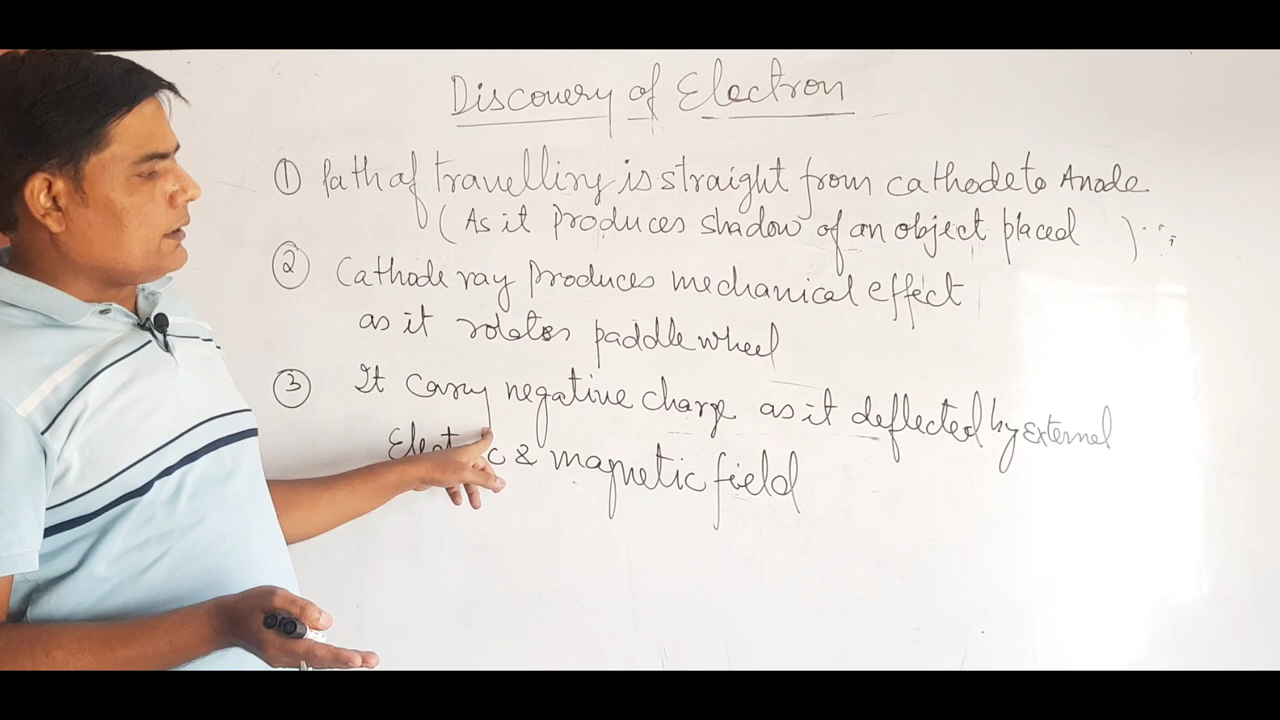 Discovery of Electron
① Path of travelling is straight from cathode to Anode
(As it produces shadow of an object placed ) ∵
② Cathode ray produces mechanical effect
as it rotates paddle wheel
③ It carry negative charge as it deflected by externel
Electric & magnetic field